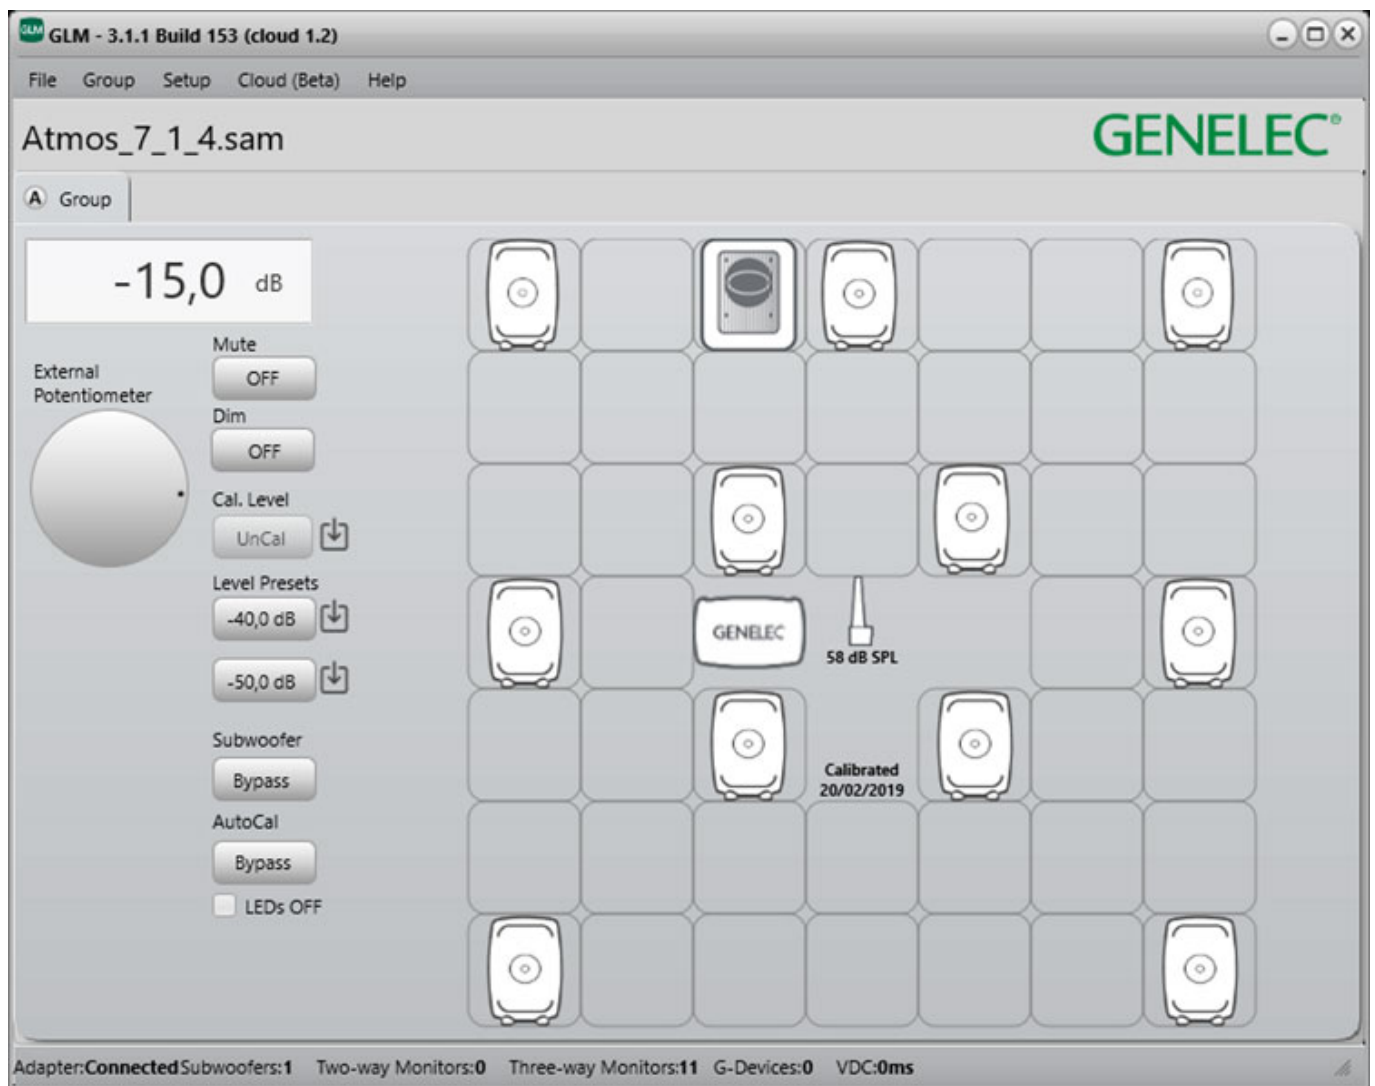 GLM
GLM - 3.1.1 Build 153 (cloud 1.2)
File Group Setup Cloud (Beta) Help
Atmos_7_1_4.sam
GENELEC®
A Group
-15,0 dB
Mute
OFF
External
Potentiometer
Dim
OFF
Cal. Level
UnCal
Level Presets
-40,0 dB
-50,0 dB
Subwoofer
Bypass
AutoCal
Bypass
LEDs OFF
GENELEC
58 dB SPL
Calibrated
20/02/2019
Adapter:Connected Subwoofers:1 Two-way Monitors:0 Three-way Monitors:11 G-Devices:0 VDC:0ms